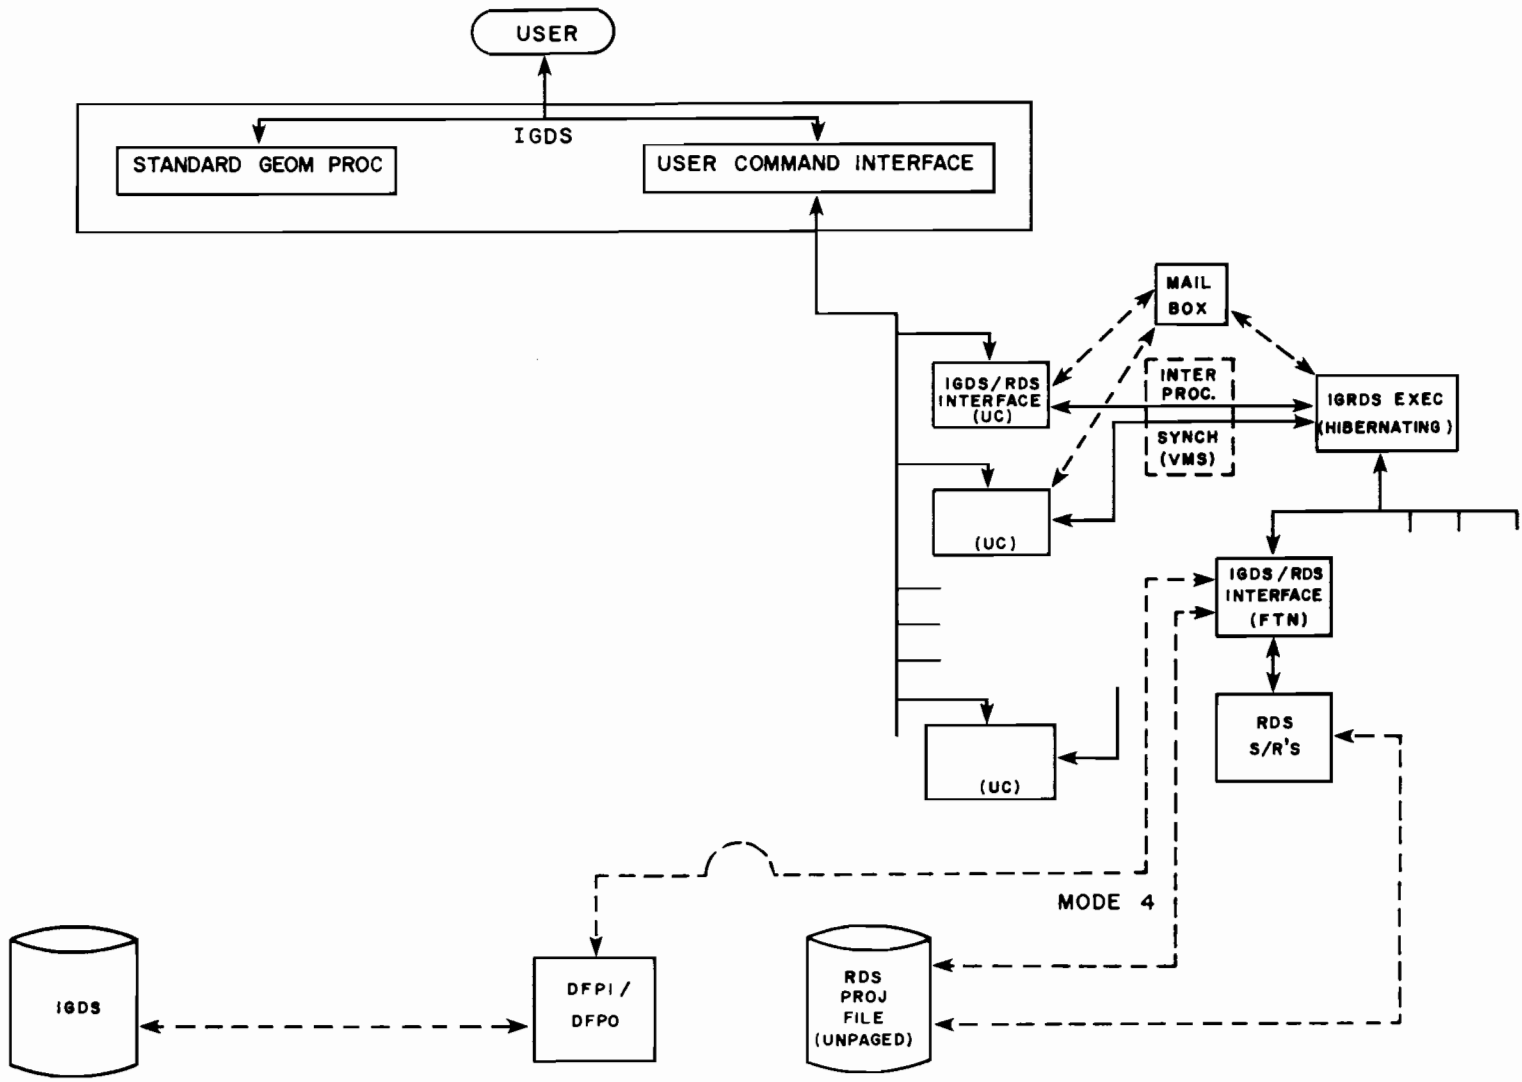 USER
IGDS
STANDARD GEOM PROC
USER COMMAND INTERFACE
MAIL
BOX
IGDS/RDS
INTERFACE
(UC)
INTER
PROC.
SYNCH
(VMS)
IGRDS EXEC
(HIBERNATING)
(UC)
IGDS/RDS
INTERFACE
(FTN)
RDS
S/R'S
(UC)
MODE 4
IGDS
DFPI/
DFPO
RDS
PROJ
FILE
(UNPAGED)